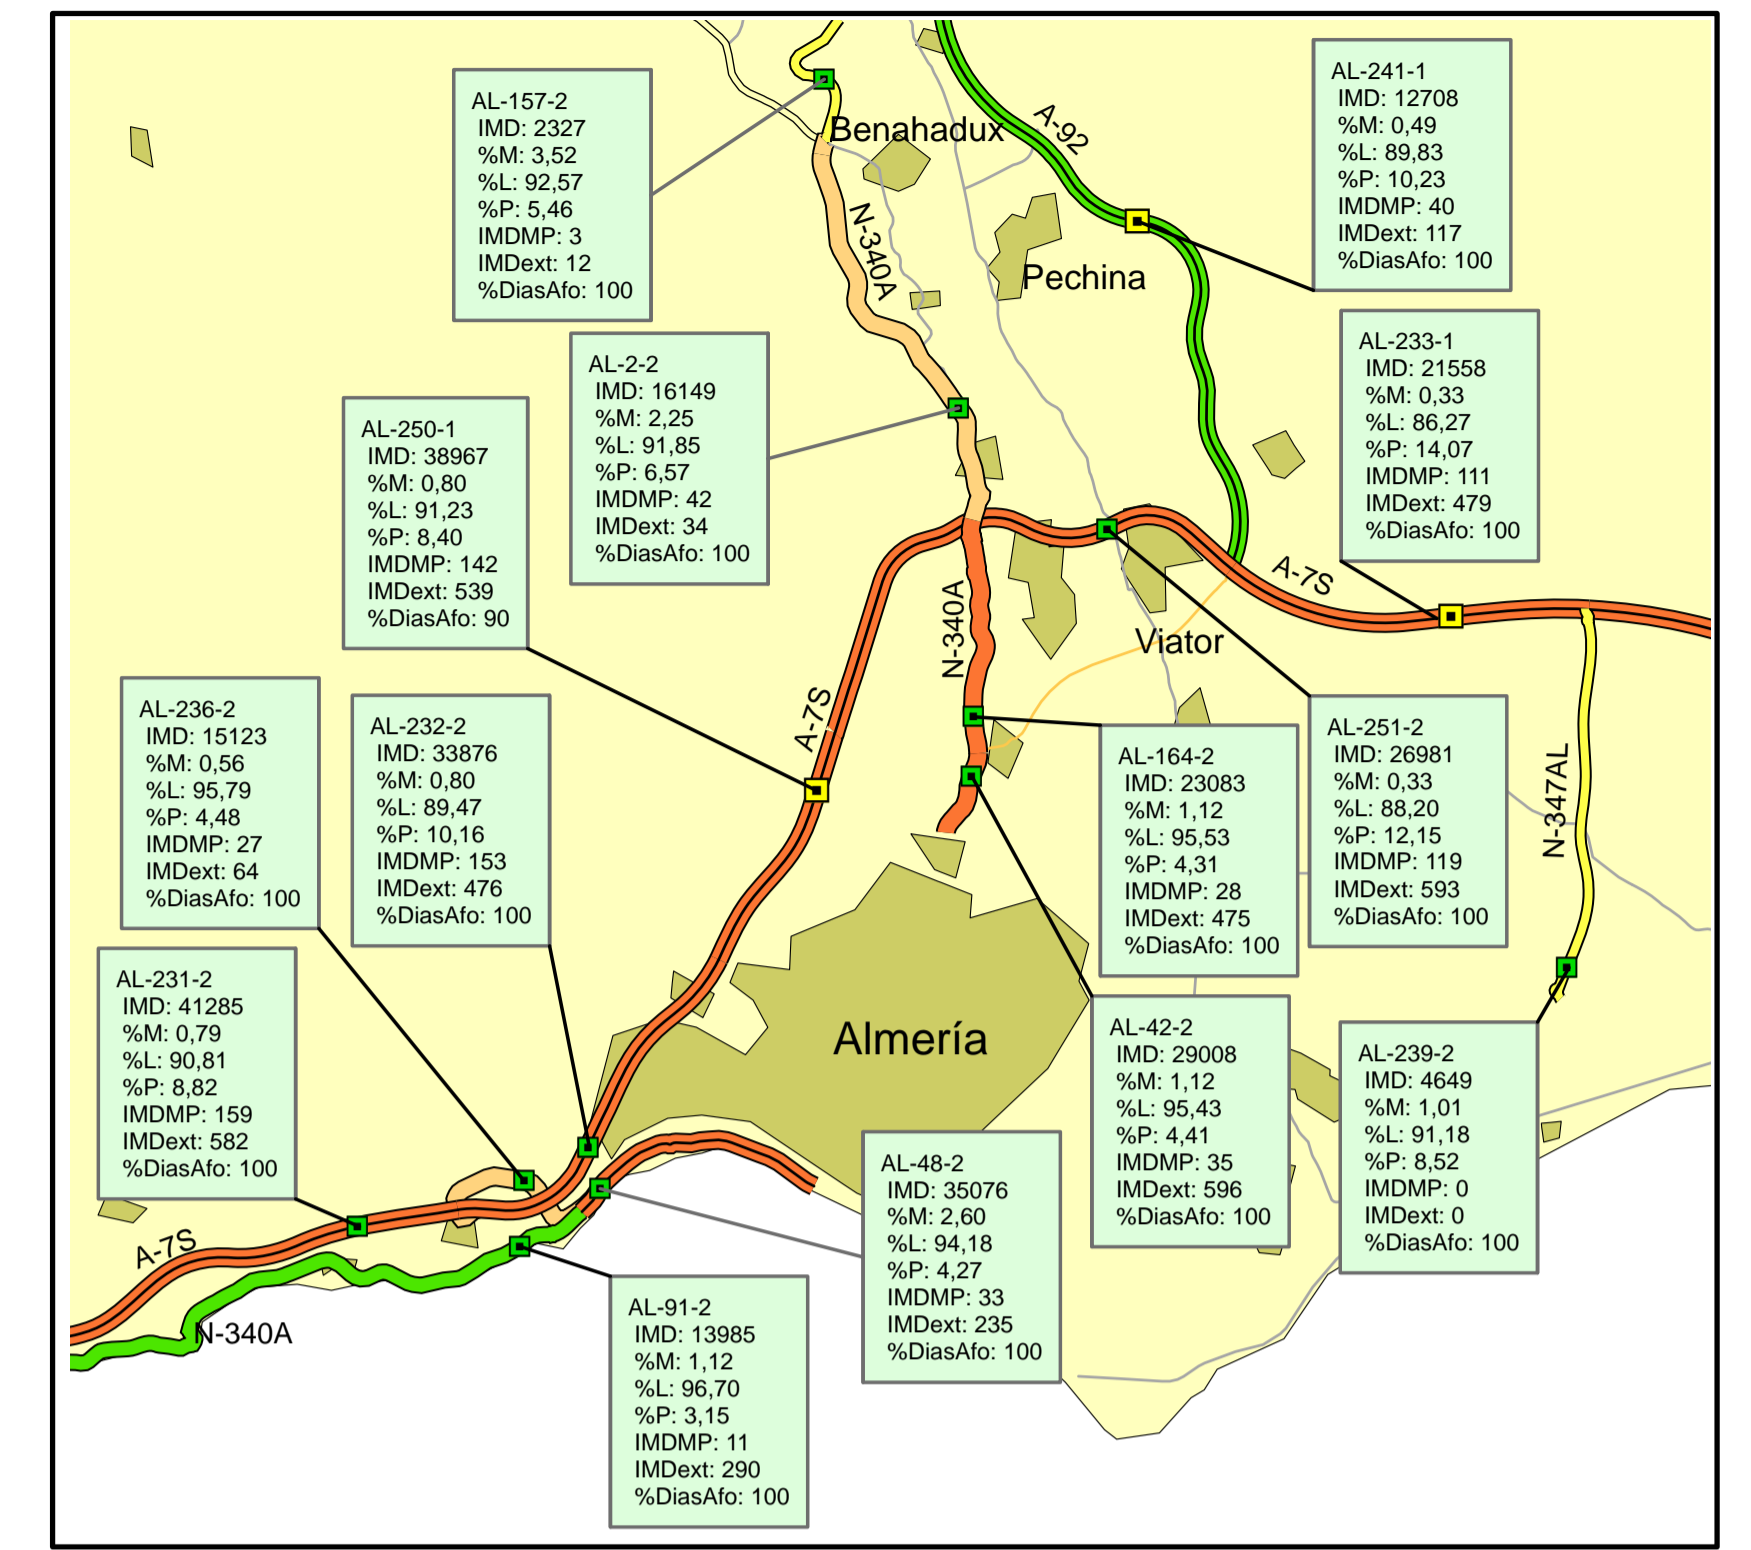 AL-157-2
IMD: 2327
%M: 3,52
%L: 92,57
%P: 5,46
IMDMP: 3
IMDext: 12
%DiasAfo: 100
Benahadux
A-92
AL-241-1
IMD: 12708
%M: 0,49
%L: 89,83
%P: 10,23
IMDMP: 40
IMDext: 117
%DiasAfo: 100
N-340A
Pechina
AL-2-2
IMD: 16149
%M: 2,25
%L: 91,85
%P: 6,57
IMDMP: 42
IMDext: 34
%DiasAfo: 100
AL-233-1
IMD: 21558
%M: 0,33
%L: 86,27
%P: 14,07
IMDMP: 111
IMDext: 479
%DiasAfo: 100
AL-250-1
IMD: 38967
%M: 0,80
%L: 91,23
%P: 8,40
IMDMP: 142
IMDext: 539
%DiasAfo: 90
A-7S
N-340A
Viator
A-7S
AL-236-2
IMD: 15123
%M: 0,56
%L: 95,79
%P: 4,48
IMDMP: 27
IMDext: 64
%DiasAfo: 100
AL-232-2
IMD: 33876
%M: 0,80
%L: 89,47
%P: 10,16
IMDMP: 153
IMDext: 476
%DiasAfo: 100
AL-164-2
IMD: 23083
%M: 1,12
%L: 95,53
%P: 4,31
IMDMP: 28
IMDext: 475
%DiasAfo: 100
AL-251-2
IMD: 26981
%M: 0,33
%L: 88,20
%P: 12,15
IMDMP: 119
IMDext: 593
%DiasAfo: 100
N-347AL
AL-231-2
IMD: 41285
%M: 0,79
%L: 90,81
%P: 8,82
IMDMP: 159
IMDext: 582
%DiasAfo: 100
Almería
AL-42-2
IMD: 29008
%M: 1,12
%L: 95,43
%P: 4,41
IMDMP: 35
IMDext: 596
%DiasAfo: 100
AL-239-2
IMD: 4649
%M: 1,01
%L: 91,18
%P: 8,52
IMDMP: 0
IMDext: 0
%DiasAfo: 100
AL-48-2
IMD: 35076
%M: 2,60
%L: 94,18
%P: 4,27
IMDMP: 33
IMDext: 235
%DiasAfo: 100
A-7S
N-340A
AL-91-2
IMD: 13985
%M: 1,12
%L: 96,70
%P: 3,15
IMDMP: 11
IMDext: 290
%DiasAfo: 100